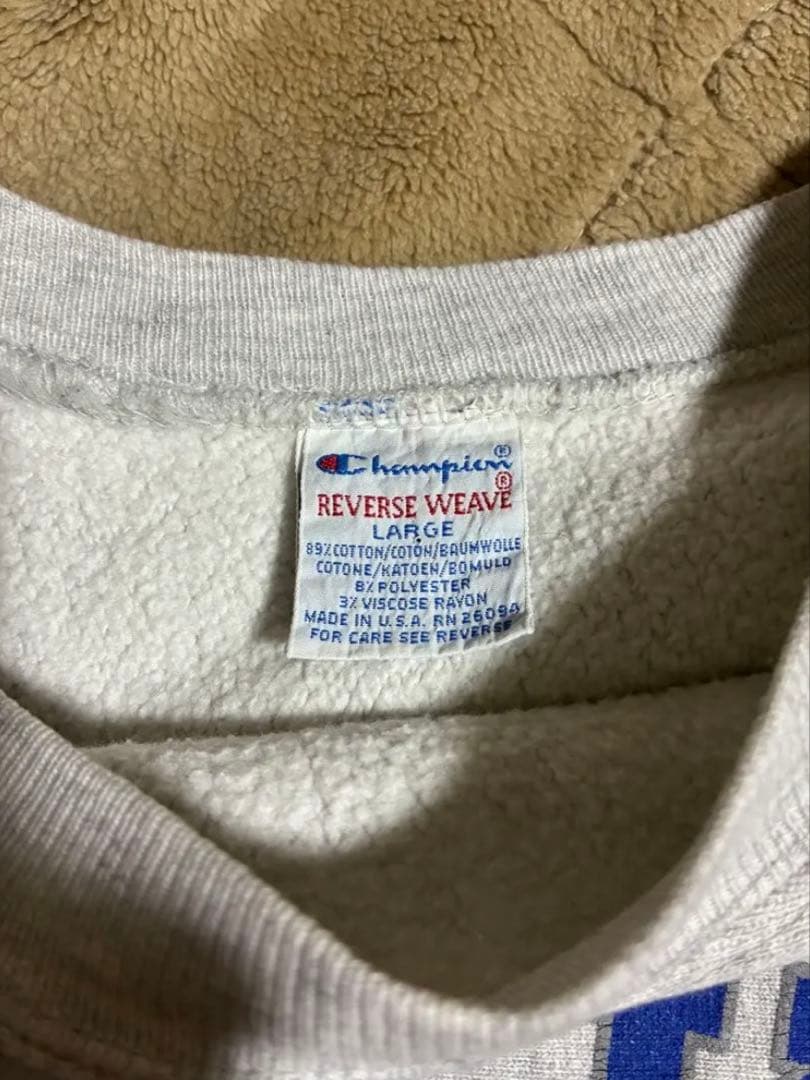 Champion®
REVERSE WEAVE®
LARGE
89% COTTON/COTON/BAUMWOLLE
COTONE/KATOEN/BOMULD
8% POLYESTER
3% VISCOSE RAYON
MADE IN U.S.A. RN 26094
FOR CARE SEE REVERSE